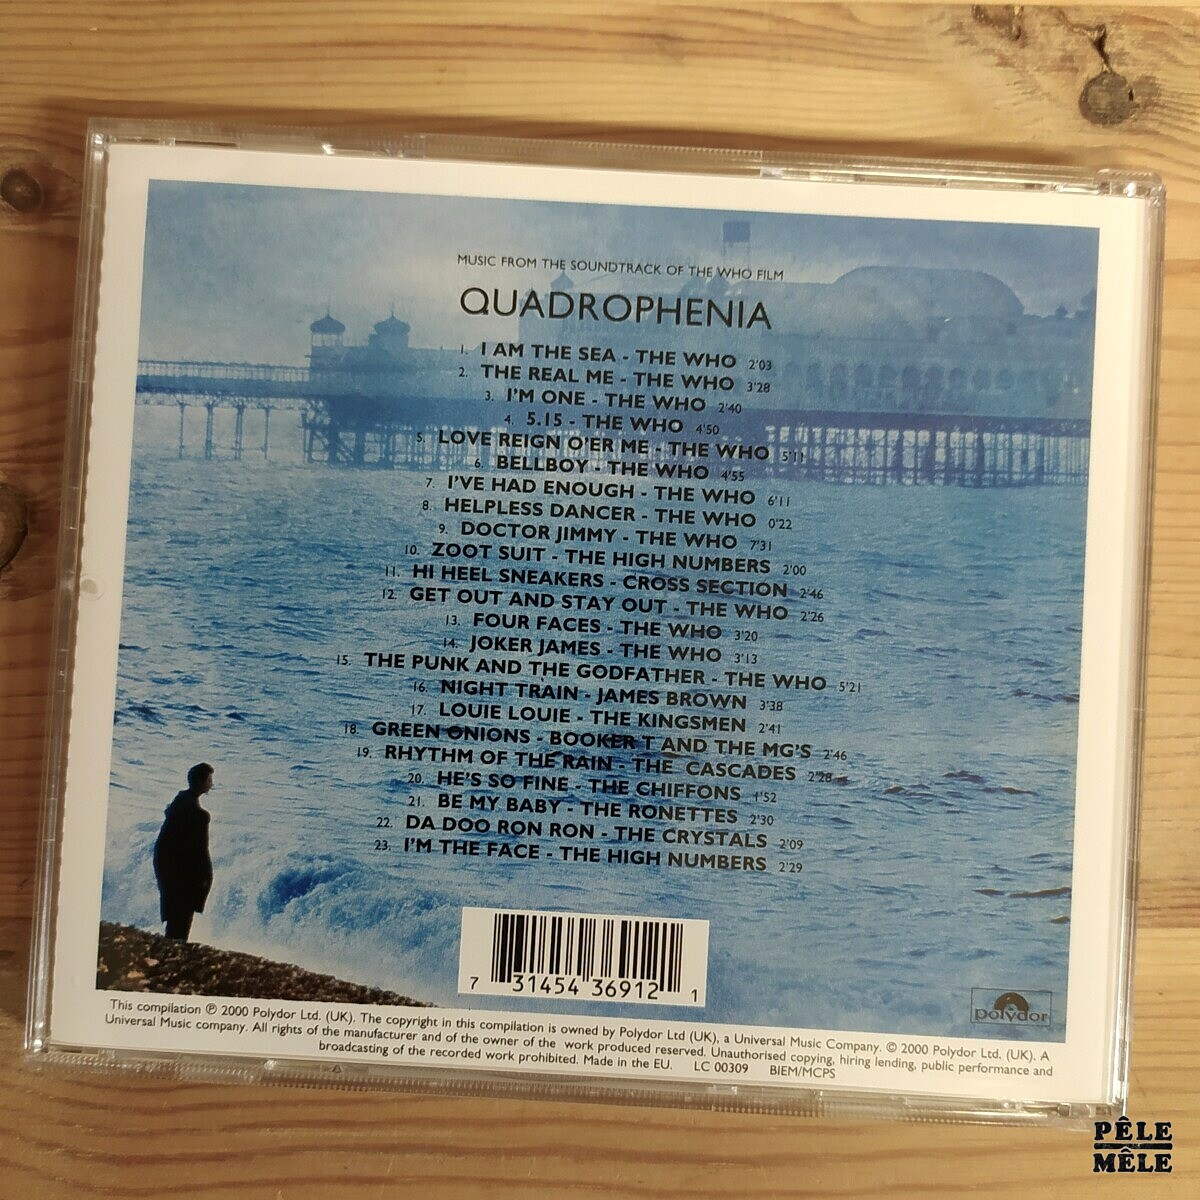 MUSIC FROM THE SOUNDTRACK OF THE WHO FILM
QUADROPHENIA
1. I AM THE SEA - THE WHO 2'03
2. THE REAL ME - THE WHO 3'28
3. I'M ONE - THE WHO 2'40
4. 5.15 - THE WHO 4'50
5. LOVE REIGN O'ER ME - THE WHO 5'11
6. BELLBOY - THE WHO 4'55
7. I'VE HAD ENOUGH - THE WHO 6'11
8. HELPLESS DANCER - THE WHO 0'22
9. DOCTOR JIMMY - THE WHO 7'31
10. ZOOT SUIT - THE HIGH NUMBERS 2'00
11. HI HEEL SNEAKERS - CROSS SECTION 2'46
12. GET OUT AND STAY OUT - THE WHO 2'26
13. FOUR FACES - THE WHO 3'20
14. JOKER JAMES - THE WHO 3'13
15. THE PUNK AND THE GODFATHER - THE WHO 5'21
16. NIGHT TRAIN - JAMES BROWN 3'38
17. LOUIE LOUIE - THE KINGSMEN 2'41
18. GREEN ONIONS - BOOKER T AND THE MG'S 2'46
19. RHYTHM OF THE RAIN - THE CASCADES 2'28
20. HE'S SO FINE - THE CHIFFONS 1'52
21. BE MY BABY - THE RONETTES 2'30
22. DA DOO RON RON - THE CRYSTALS 2'09
23. I'M THE FACE - THE HIGH NUMBERS 2'29
7 31454 36912 1
polydor
This compilation ℗ 2000 Polydor Ltd. (UK). The copyright in this compilation is owned by Polydor Ltd (UK), a Universal Music Company. © 2000 Polydor Ltd. (UK). A
Universal Music company. All rights of the manufacturer and of the owner of the work produced reserved. Unauthorised copying, hiring lending, public performance and
broadcasting of the recorded work prohibited. Made in the EU. LC 00309 BIEM/MCPS
PÊLE
MÊLE